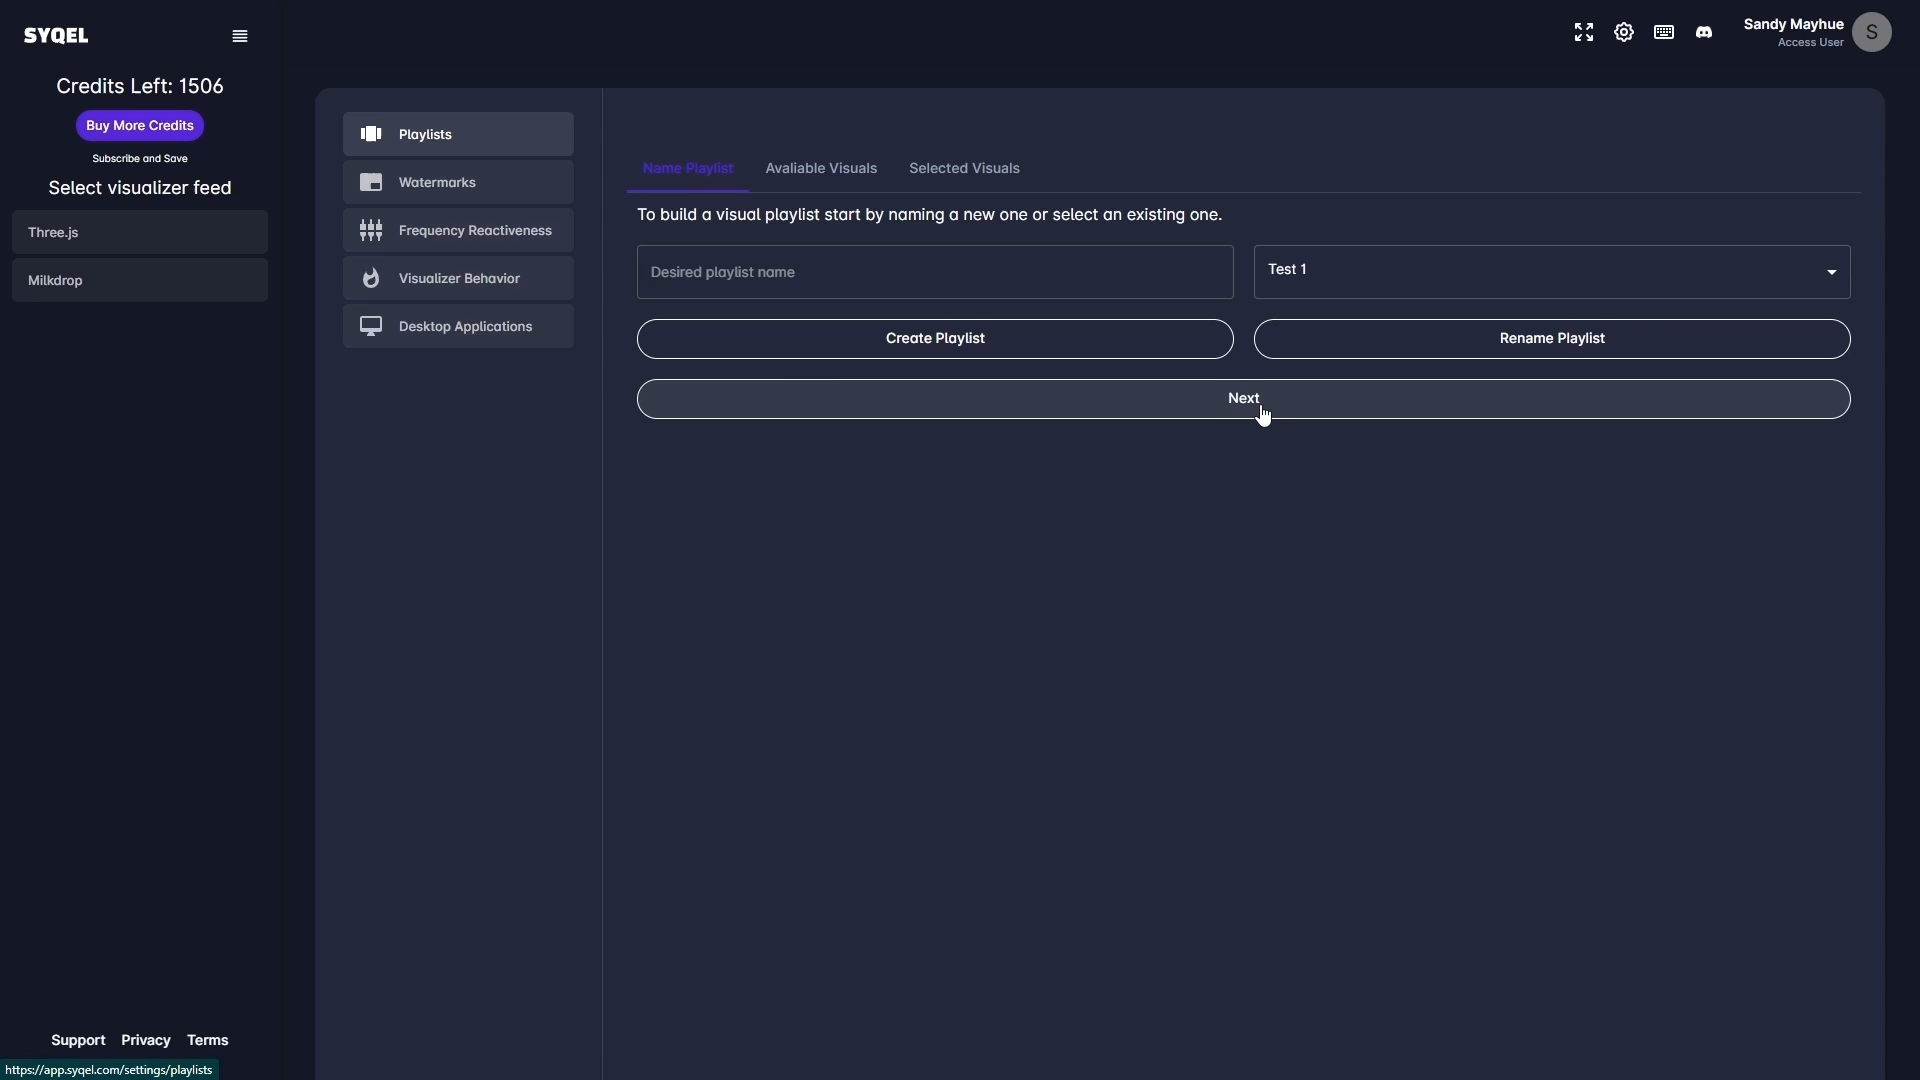 SYQEL
Credits Left: 1506
Buy More Credits
Subscribe and Save
Select visualizer feed
Three.js
Milkdrop
Support Privacy Terms
https://app.syqel.com/settings/playlists
Sandy Mayhue
Access User
S
Playlists
Watermarks
Frequency Reactiveness
Visualizer Behavior
Desktop Applications
Name Playlist Avaliable Visuals Selected Visuals
To build a visual playlist start by naming a new one or select an existing one.
Desired playlist name Test 1
Create Playlist Rename Playlist
Next